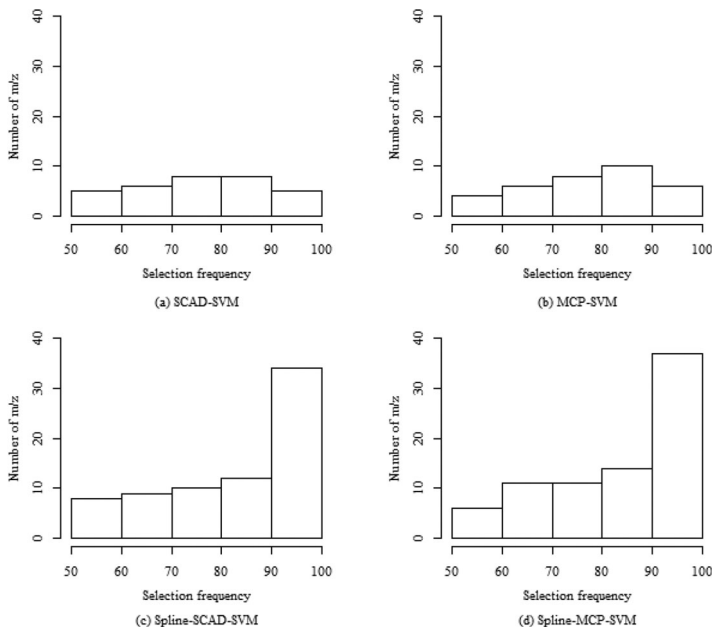 Number of m/z
40
30
20
10
0
50 60 70 80 90 100
Selection frequency
(a) SCAD-SVM
Number of m/z
40
30
20
10
0
50 60 70 80 90 100
Selection frequency
(b) MCP-SVM
Number of m/z
40
30
20
10
0
50 60 70 80 90 100
Selection frequency
(c) Spline-SCAD-SVM
Number of m/z
40
30
20
10
0
50 60 70 80 90 100
Selection frequency
(d) Spline-MCP-SVM